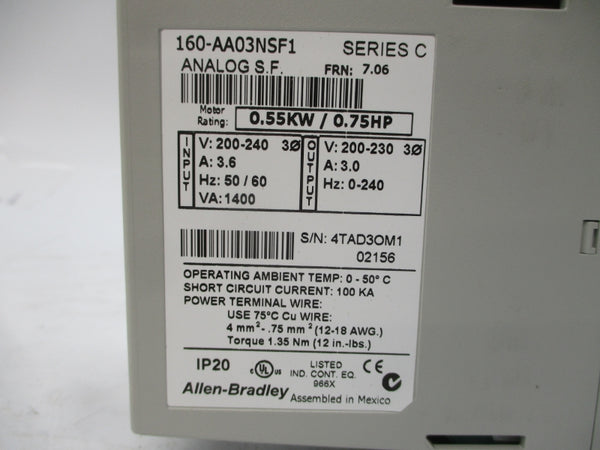 160-AA03NSF1 SERIES C
ANALOG S.F. FRN: 7.06
Motor Rating: 0.55KW / 0.75HP
INPUT
V: 200-240 3Ø
A: 3.6
Hz: 50 / 60
VA: 1400
OUTPUT
V: 200-230 3Ø
A: 3.0
Hz: 0-240
S/N: 4TAD3OM1
02156
OPERATING AMBIENT TEMP: 0 - 50° C
SHORT CIRCUIT CURRENT: 100 KA
POWER TERMINAL WIRE:
USE 75°C Cu WIRE:
4 mm²- .75 mm² (12-18 AWG.)
Torque 1.35 Nm (12 in.-lbs.)
IP20 c UL us LISTED CE
IND. CONT. EQ.
966X
Allen-Bradley Assembled in Mexico